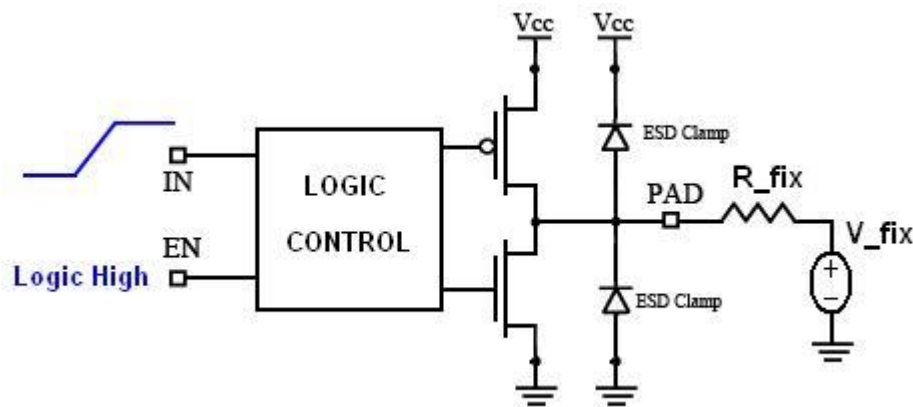 Vcc
Vcc
ESD Clamp
IN
LOGIC
CONTROL
PAD
R_fix
EN
V_fix
Logic High
ESD Clamp
+
−